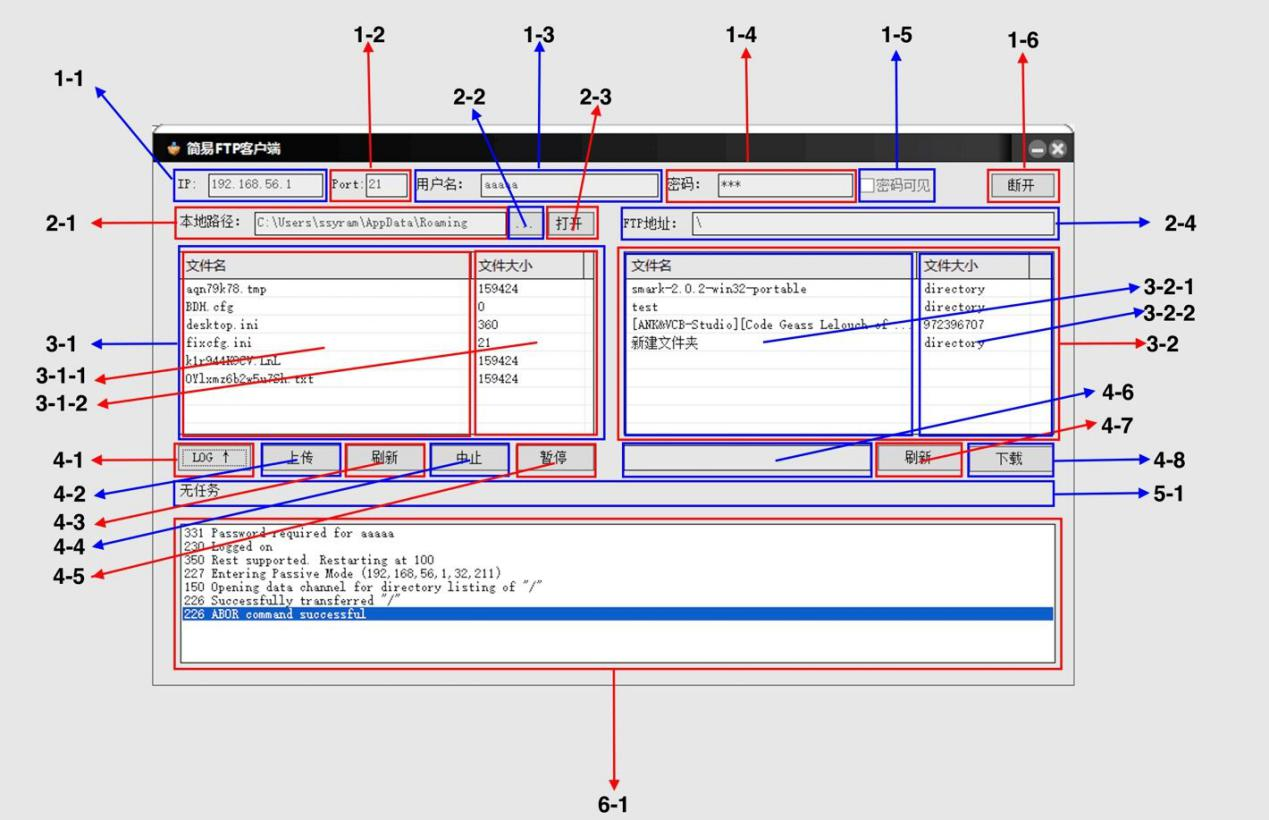 1-2 1-3 1-4 1-5 1-6
1-1
2-2 2-3
简易FTP客户端
IP: 192.168.56.1 Port: 21 用户名: aaaaa 密码: *** 密码可见 断开
2-1 本地路径: C:\Users\ssyram\AppData\Roaming ... 打开 FTP地址: \ 2-4
文件名 文件大小 文件名 文件大小
aqn79k78.tmp 159424 smark-2.0.2-win32-portable directory 3-2-1
BDM.cfg 0 test directory 3-2-2
desktop.ini 360 [ANK&VCB-Studio][Code Geass Lelouch of ... 972396707
3-1 fixcfg.ini 21 新建文件夹 directory 3-2
159424
3-1-1
159424
3-1-2 4-6
4-7
4-1 LOG ↑ 上传 刷新 中止 暂停 刷新 下载 4-8
4-2 无任务 5-1
4-3
331 Password required for aaaaa
4-4 230 Logged on
350 Rest supported. Restarting at 100
4-5 227 Entering Passive Mode (192,168,56,1,32,211)
150 Opening data channel for directory listing of "/"
226 Successfully transferred "/"
226 ABOR command successful
6-1